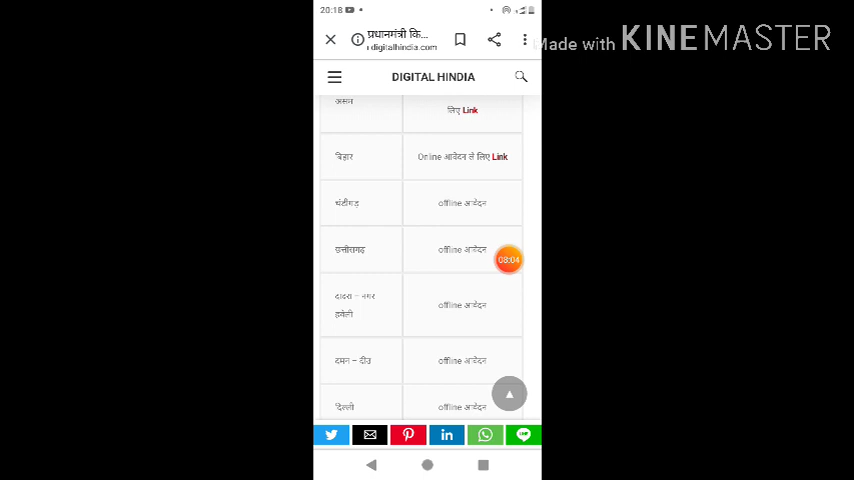 20:18
प्रधानमंत्री कि...
digitalhindia.com
Made with KINEMASTER
DIGITAL HINDIA
असम
लिए Link
बिहार
Online आवेदन ले लिए Link
चंडीगढ़
offline आवेदन
छत्तीसगढ़
offline आवेदन
08:04
दादरा – नगर
हवेली
offline आवेदन
दमन – दीउ
offline आवेदन
दिल्ली
offline आवेदन